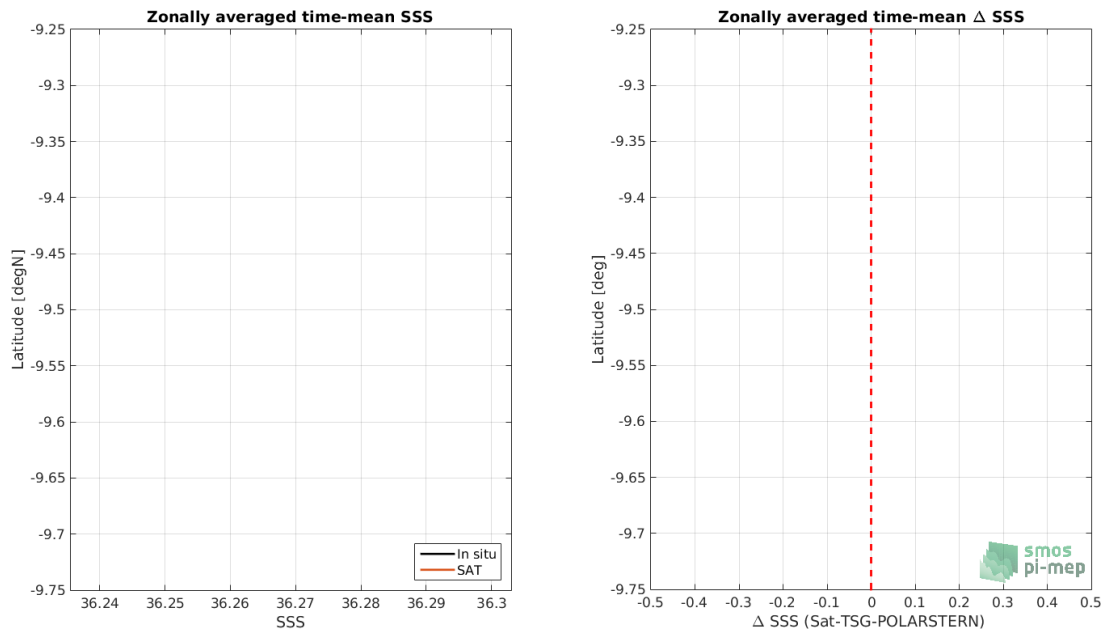 Zonally averaged time-mean SSS
-9.25
-9.3
-9.35
-9.4
-9.45
-9.5
-9.55
-9.6
-9.65
-9.7
-9.75
Latitude [degN]
In situ
SAT
36.24 36.25 36.26 36.27 36.28 36.29 36.3
SSS
Zonally averaged time-mean Δ SSS
-9.25
-9.3
-9.35
-9.4
-9.45
-9.5
-9.55
-9.6
-9.65
-9.7
-9.75
Latitude [deg]
smos
pi-mep
-0.5 -0.4 -0.3 -0.2 -0.1 0 0.1 0.2 0.3 0.4 0.5
Δ SSS (Sat-TSG-POLARSTERN)